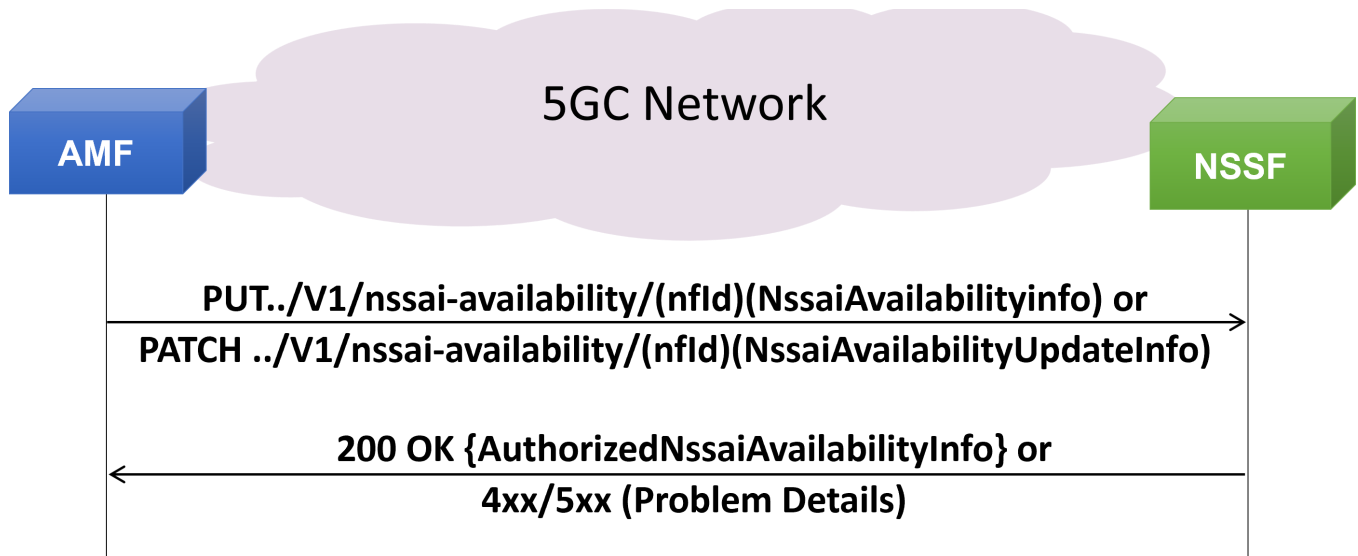 5GC Network
AMF
NSSF
PUT../V1/nssai-availability/(nfId)(NssaiAvailabilityinfo) or
PATCH ../V1/nssai-availability/(nfId)(NssaiAvailabilityUpdateInfo)
200 OK {AuthorizedNssaiAvailabilityInfo} or
4xx/5xx (Problem Details)